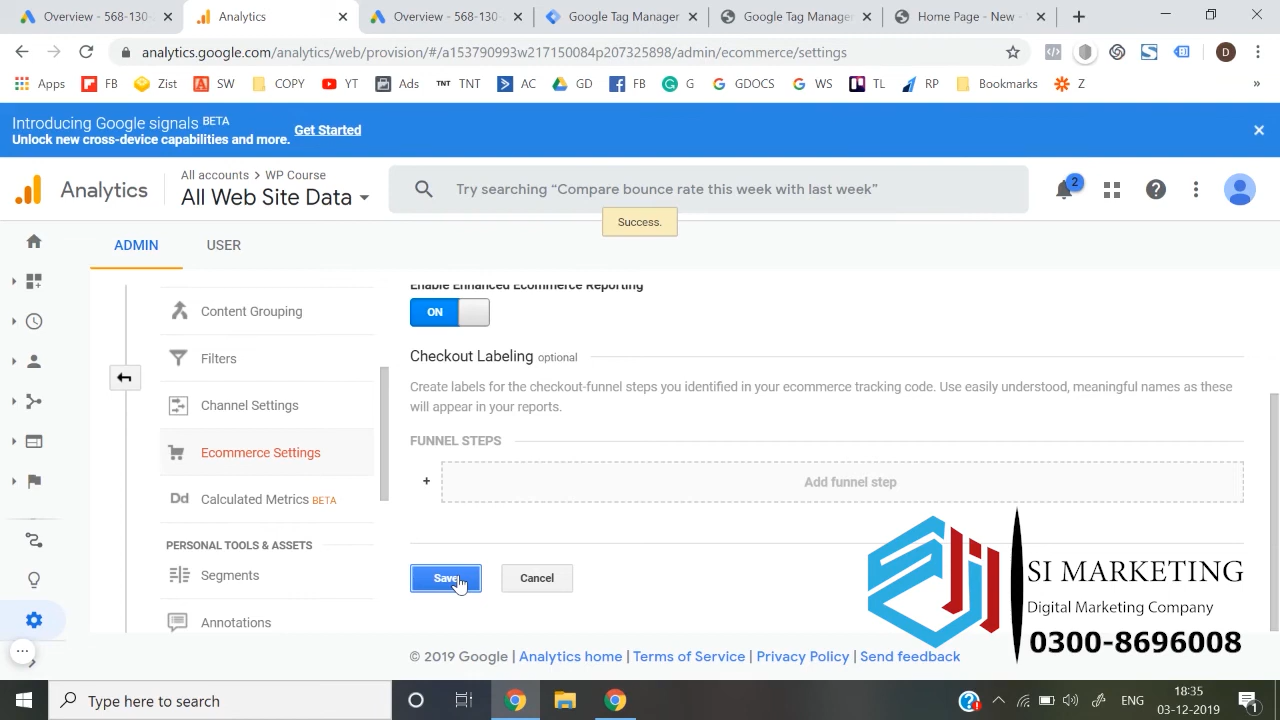 Overview - 568-130-
Analytics
Overview - 568-130-
Google Tag Manager
Google Tag Manager
Home Page - New -
analytics.google.com/analytics/web/provision/#/a153790993w217150084p207325898/admin/ecommerce/settings
D
Apps
FB
Zist
SW
COPY
YT
Ads
TNT TNT
AC
GD
FB
G
GDOCS
WS
TL
RP
Bookmarks
Z
»
Introducing Google signals BETA
Unlock new cross-device capabilities and more.
Get Started
Analytics
All accounts > WP Course
All Web Site Data
Try searching “Compare bounce rate this week with last week”
2
Success.
ADMIN
USER
Enable Enhanced Ecommerce Reporting
ON
Content Grouping
Filters
Channel Settings
Ecommerce Settings
Dd Calculated Metrics BETA
PERSONAL TOOLS & ASSETS
Segments
Annotations
Checkout Labeling optional
Create labels for the checkout-funnel steps you identified in your ecommerce tracking code. Use easily understood, meaningful names as these
will appear in your reports.
FUNNEL STEPS
+
Add funnel step
Save
Cancel
SI MARKETING
Digital Marketing Company
0300-8696008
© 2019 Google | Analytics home | Terms of Service | Privacy Policy | Send feedback
Type here to search
ENG
18:35
03-12-2019
1